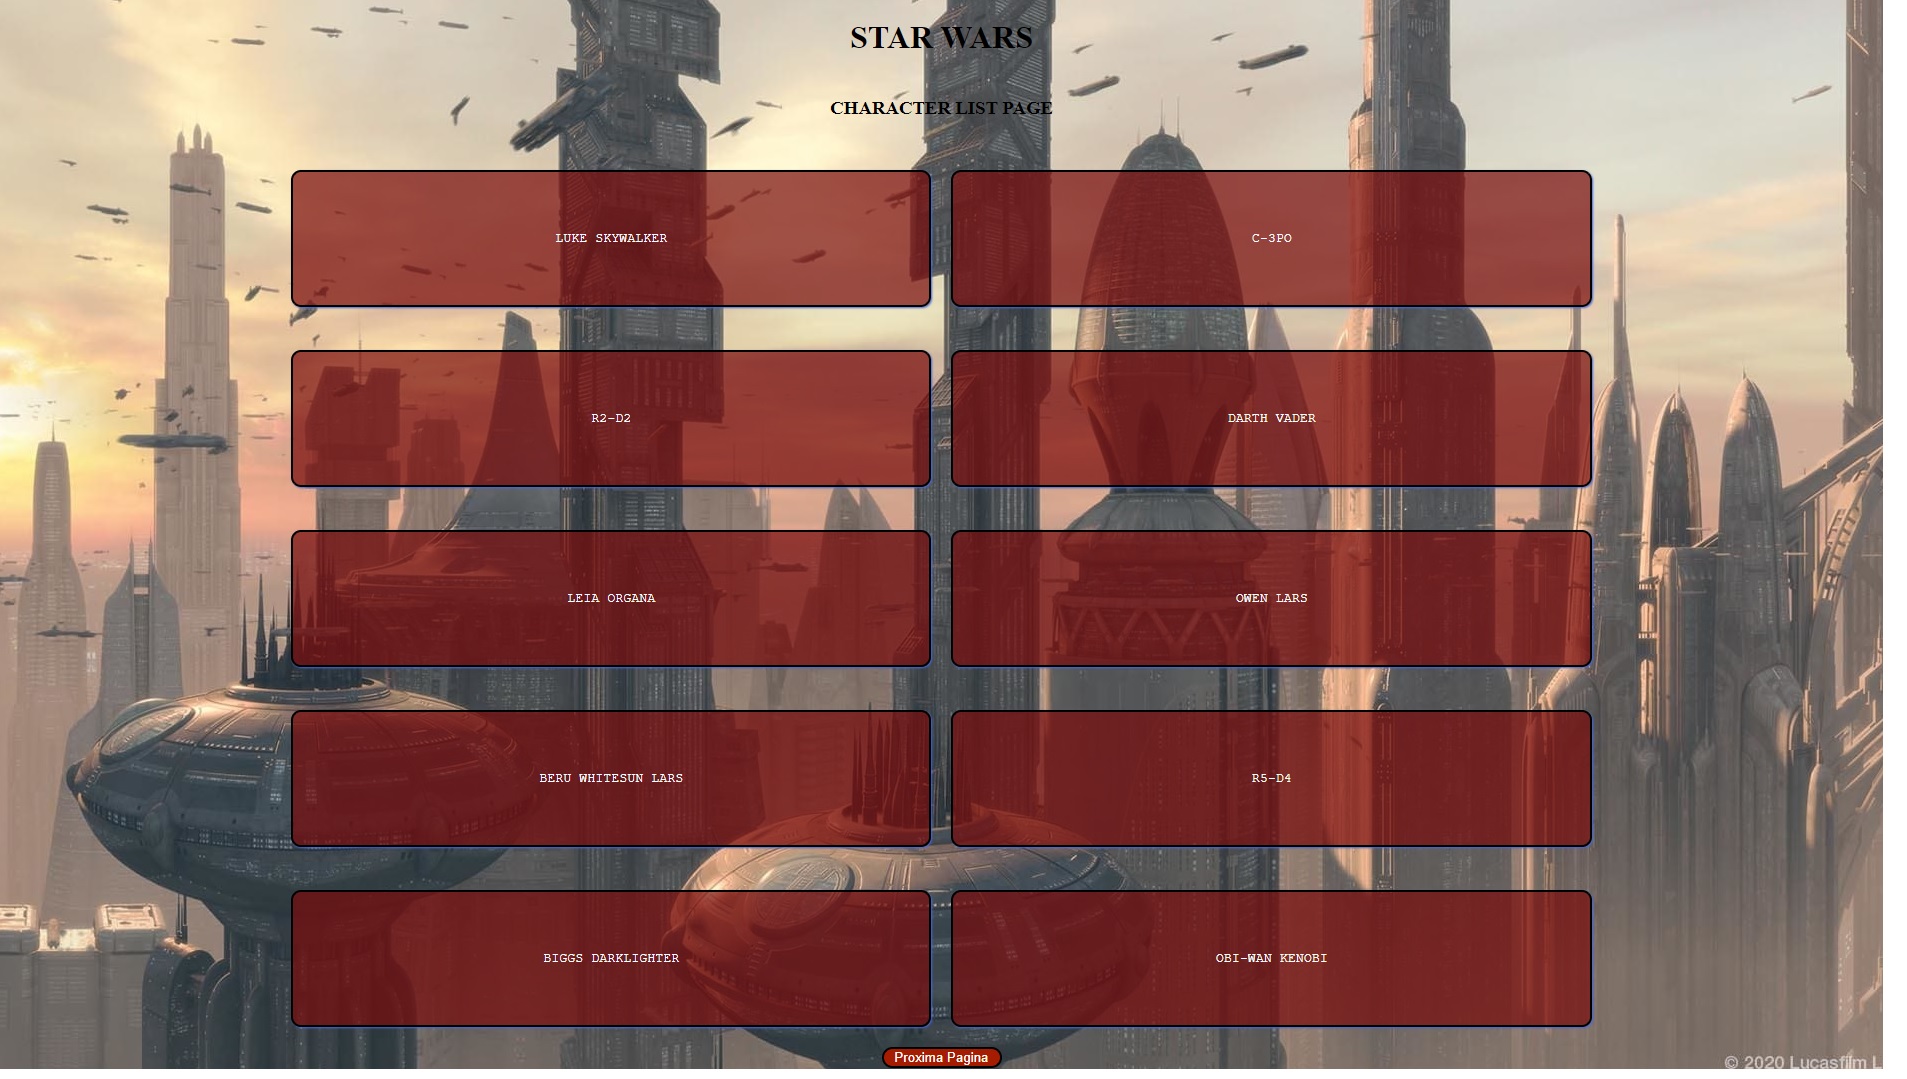 STAR WARS
CHARACTER LIST PAGE
LUKE SKYWALKER
C-3PO
R2-D2
DARTH VADER
LEIA ORGANA
OWEN LARS
BERU WHITESUN LARS
R5-D4
BIGGS DARKLIGHTER
OBI-WAN KENOBI
Proxima Pagina
© 2020 Lucasfilm L